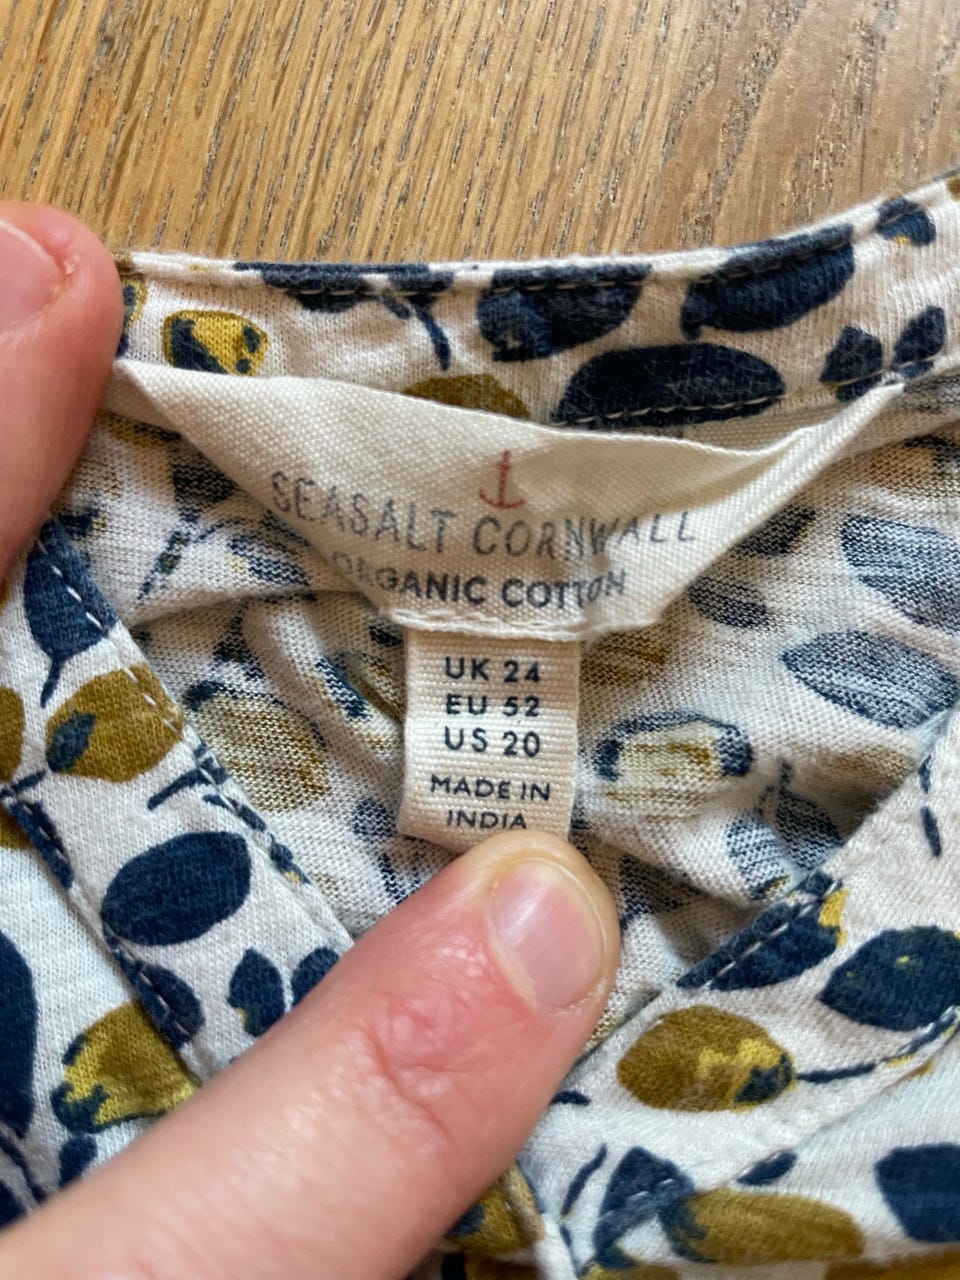 SEASALT CORNWALL
ORGANIC COTTON
UK 24
EU 52
US 20
MADE IN
INDIA